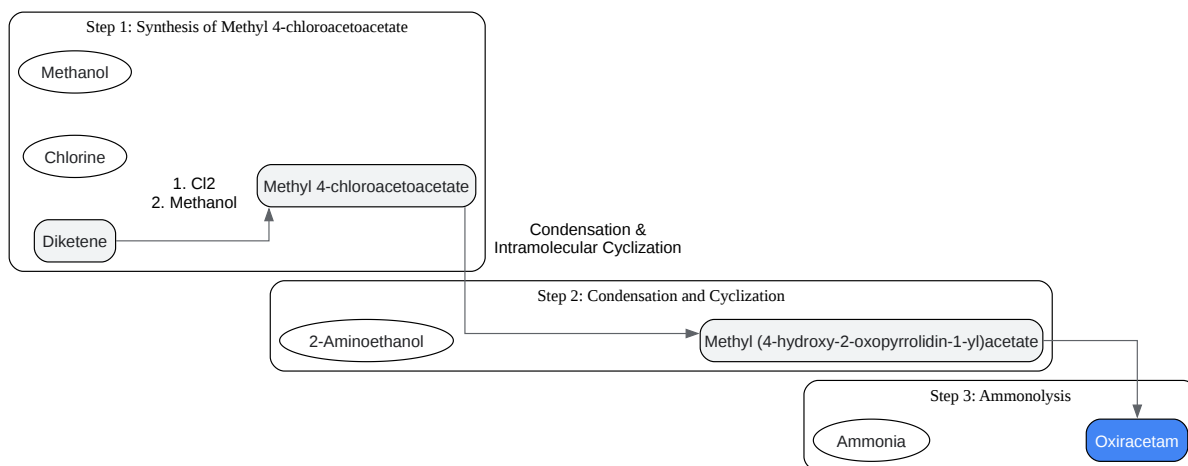 Step 1: Synthesis of Methyl 4-chloroacetoacetate
Methanol
Chlorine
1. Cl2
2. Methanol
Methyl 4-chloroacetoacetate
Diketene
Condensation &
Intramolecular Cyclization
Step 2: Condensation and Cyclization
2-Aminoethanol
Methyl (4-hydroxy-2-oxopyrrolidin-1-yl)acetate
Step 3: Ammonolysis
Ammonia
Oxiracetam